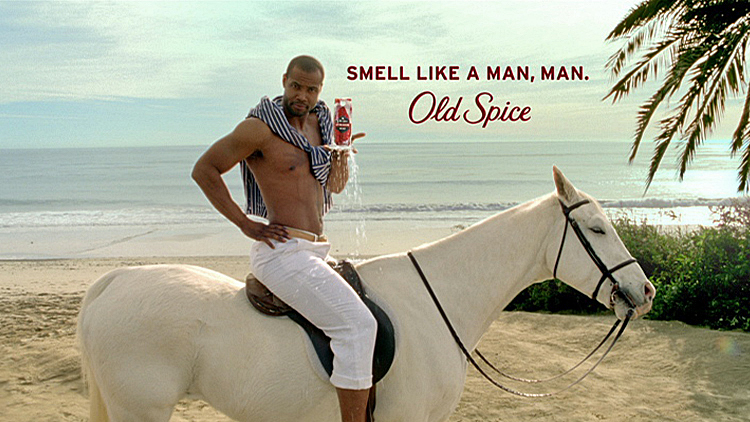 SMELL LIKE A MAN, MAN.
Old Spice